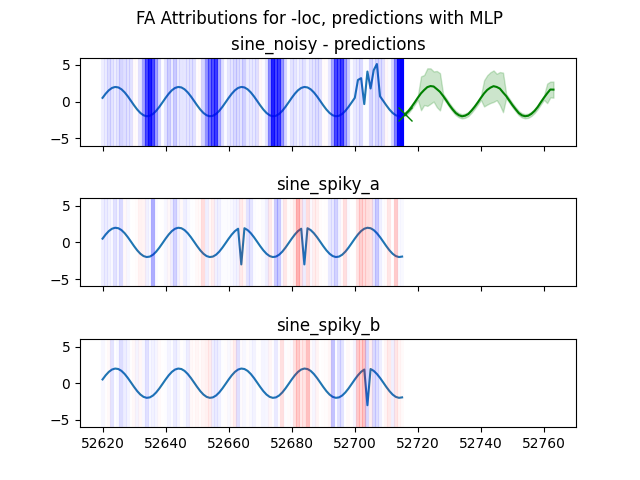 FA Attributions for -loc, predictions with MLP
sine_noisy - predictions
5
0
−5
sine_spiky_a
5
0
−5
sine_spiky_b
5
0
−5
52620 52640 52660 52680 52700 52720 52740 52760